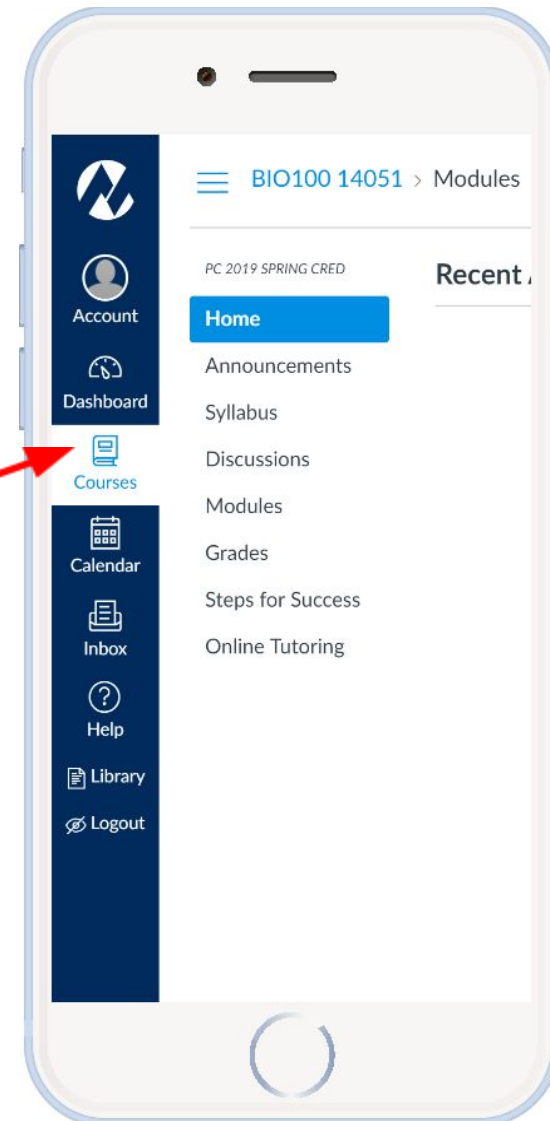 BIO100 14051 > Modules
Account
Dashboard
Courses
Calendar
Inbox
Help
Library
Logout
PC 2019 SPRING CRED
Home
Announcements
Syllabus
Discussions
Modules
Grades
Steps for Success
Online Tutoring
Recent